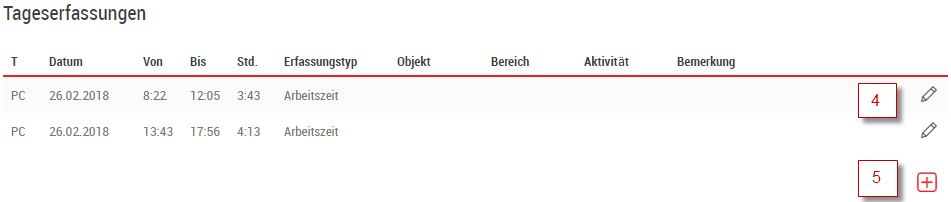 Tageserfassungen
T Datum Von Bis Std. Erfassungstyp Objekt Bereich Aktivität Bemerkung
PC 26.02.2018 8:22 12:05 3:43 Arbeitszeit 4
PC 26.02.2018 13:43 17:56 4:13 Arbeitszeit
5